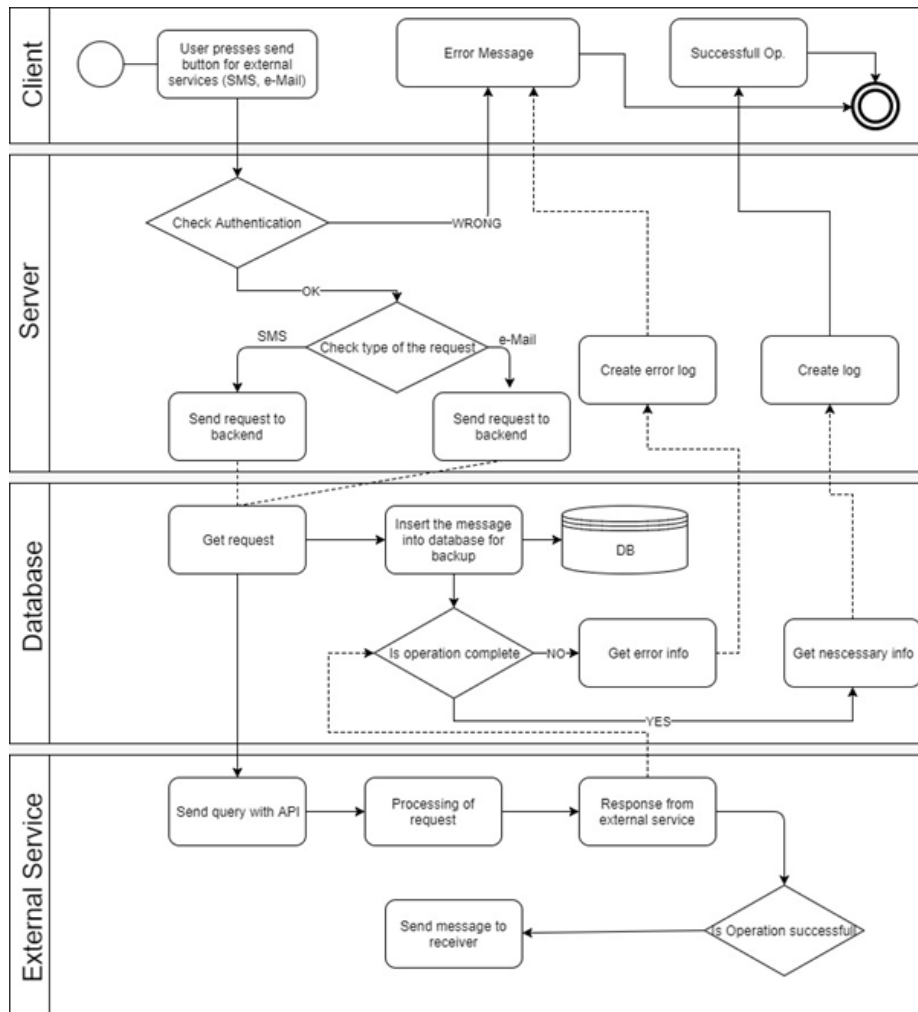 Client
User presses send
button for external
services (SMS, e-Mail)
Error Message
Successfull Op.
Server
Check Authentication
WRONG
OK
SMS
Check type of the request
e-Mail
Create error log
Create log
Send request to
backend
Send request to
backend
Database
Get request
Insert the message
into database for
backup
DB
Is operation complete
NO
Get error info
Get nescessary info
YES
External Service
Send query with API
Processing of
request
Response from
external service
Send message to
receiver
Is Operation successfull